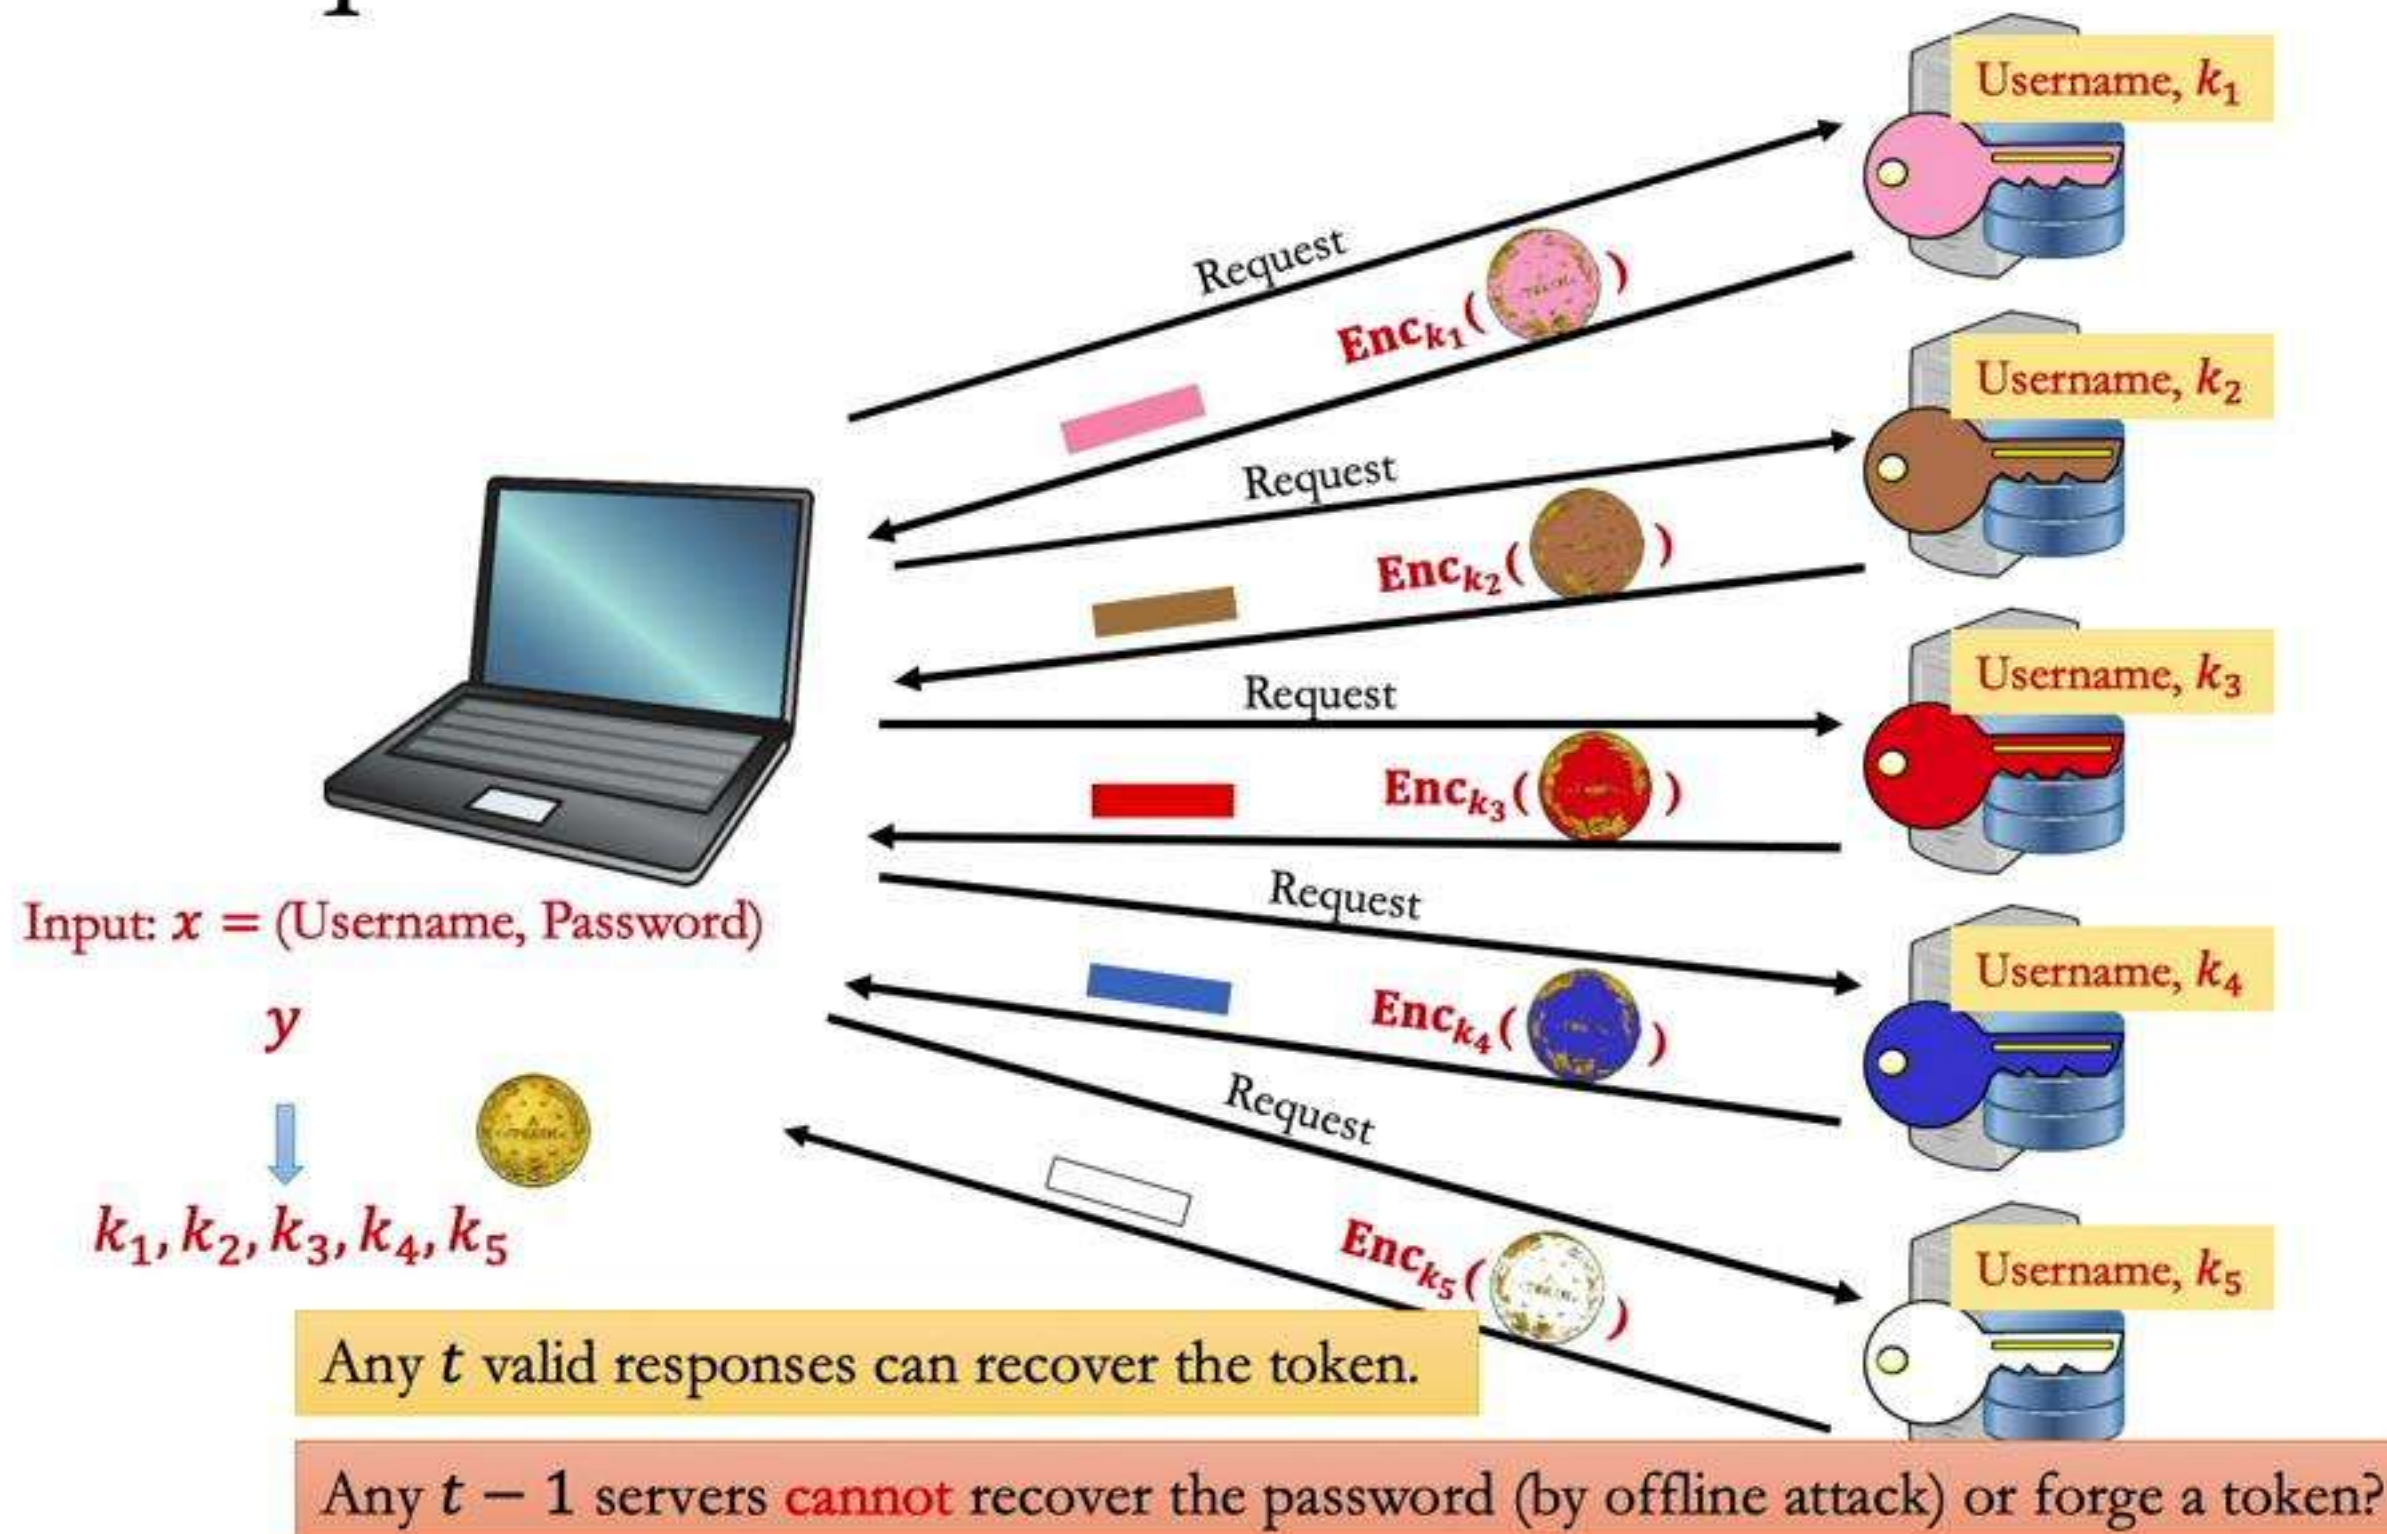 Username, k₁
Request
Enc_k₁( )
Username, k₂
Request
Enc_k₂( )
Username, k₃
Request
Enc_k₃( )
Request
Username, k₄
Enc_k₄( )
Request
Username, k₅
Enc_k₅( )
Input: x = (Username, Password)
y
k₁, k₂, k₃, k₄, k₅
Any t valid responses can recover the token.
Any t − 1 servers cannot recover the password (by offline attack) or forge a token?